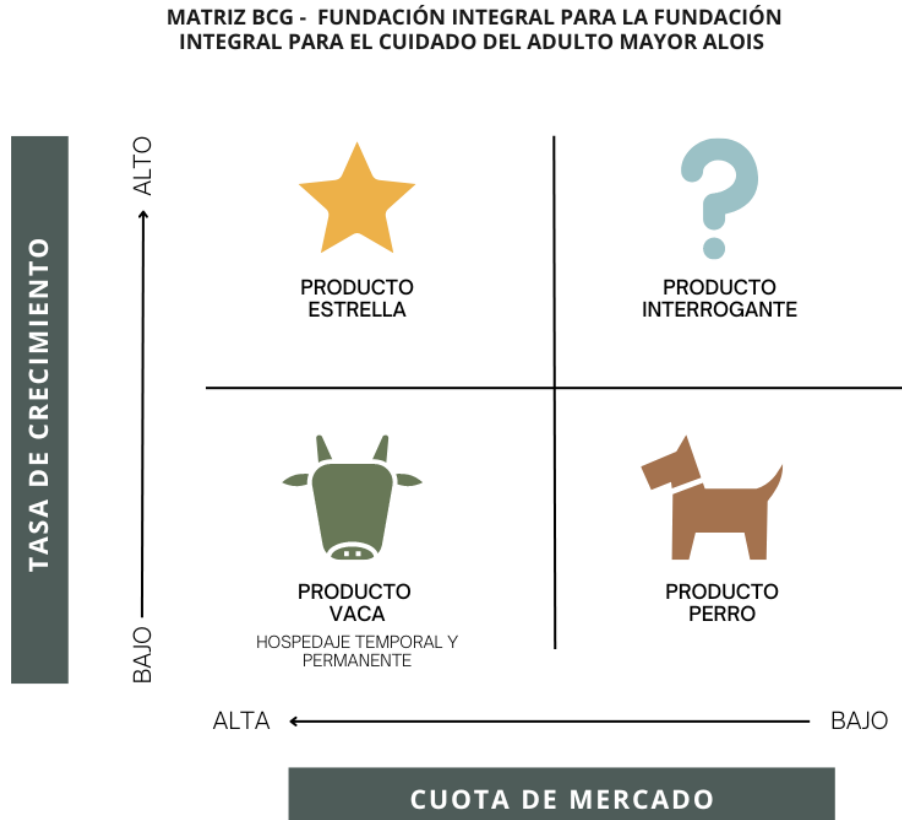 MATRIZ BCG - FUNDACIÓN INTEGRAL PARA LA FUNDACIÓN
INTEGRAL PARA EL CUIDADO DEL ADULTO MAYOR ALOIS
TASA DE CRECIMIENTO
ALTO
BAJO
PRODUCTO
ESTRELLA
PRODUCTO
INTERROGANTE
PRODUCTO
VACA
HOSPEDAJE TEMPORAL Y
PERMANENTE
PRODUCTO
PERRO
ALTA
BAJO
CUOTA DE MERCADO